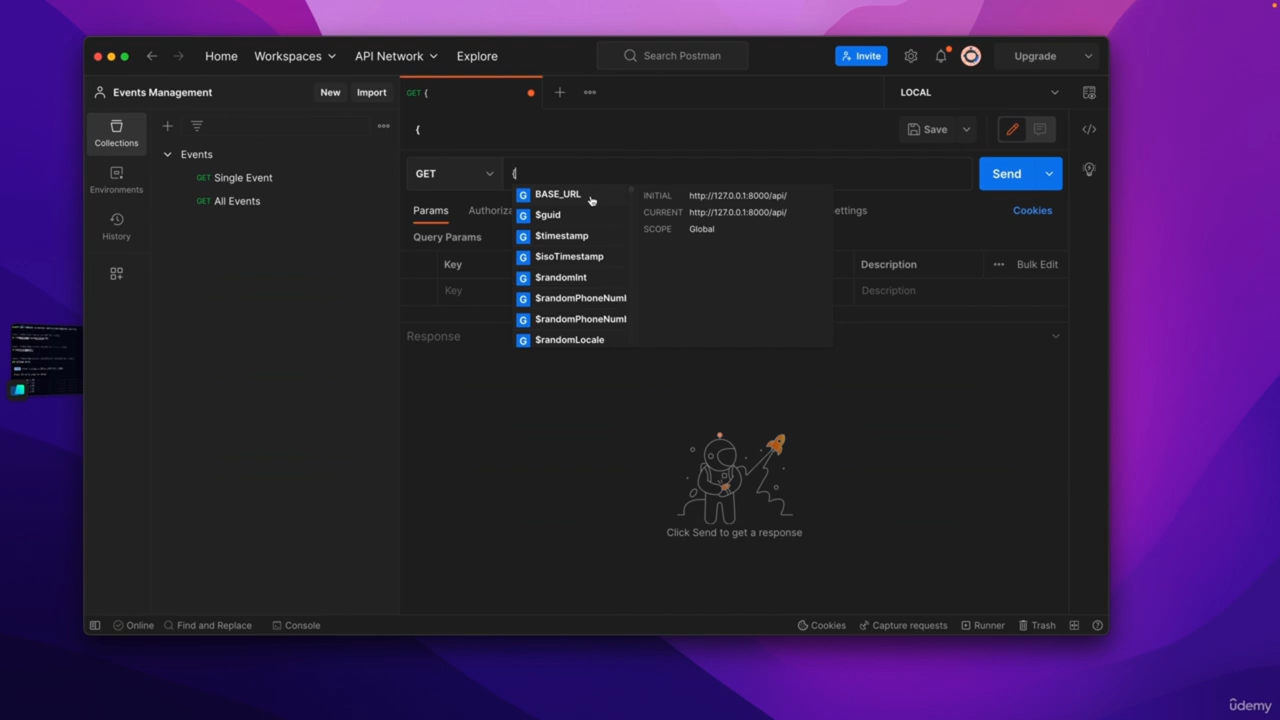 Home
Workspaces
API Network
Explore
Search Postman
Invite
Upgrade
Events Management
New
Import
GET {
LOCAL
Collections
Environments
History
Events
GET Single Event
GET All Events
{
Save
GET
{
Send
Params
Authoriza
ettings
Cookies
Query Params
Key
Description
Bulk Edit
Key
Description
Response
G BASE_URL
G $guid
G $timestamp
G $isoTimestamp
G $randomInt
G $randomPhoneNuml
G $randomPhoneNuml
G $randomLocale
INITIAL http://127.0.0.1:8000/api/
CURRENT http://127.0.0.1:8000/api/
SCOPE Global
Click Send to get a response
Online
Find and Replace
Console
Cookies
Capture requests
Runner
Trash
ûdemy